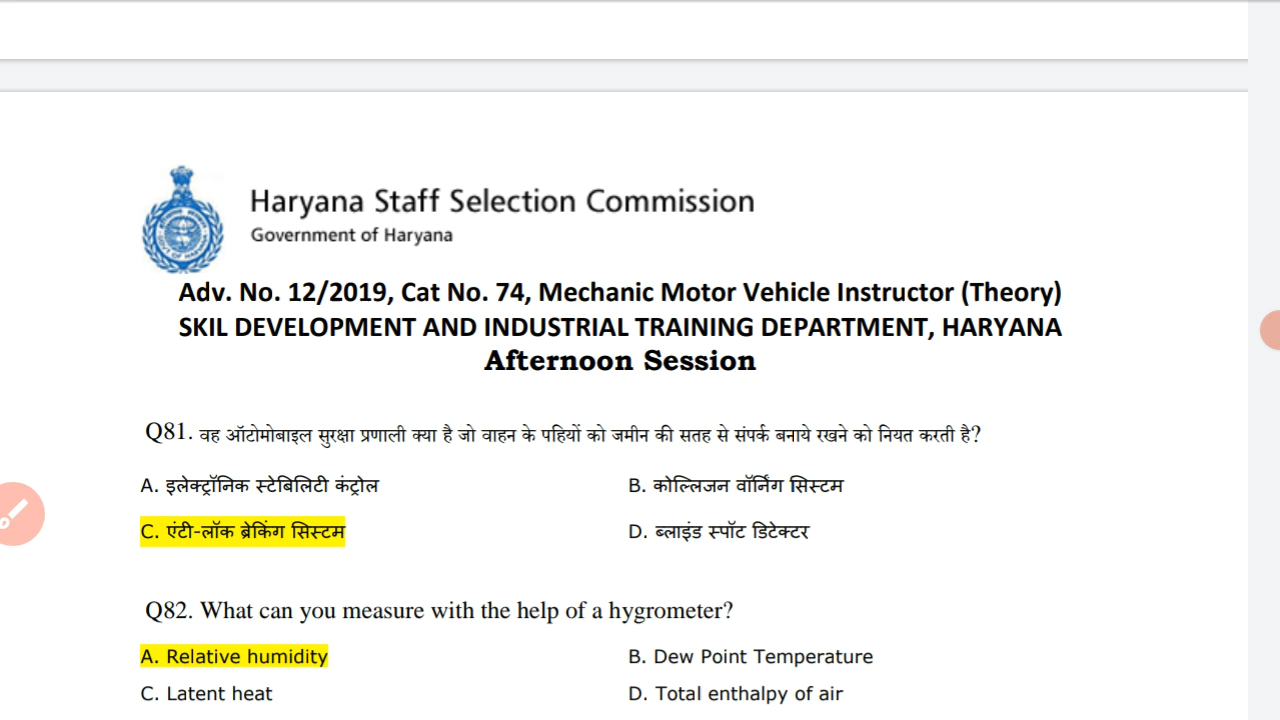 Haryana Staff Selection Commission
Government of Haryana
Adv. No. 12/2019, Cat No. 74, Mechanic Motor Vehicle Instructor (Theory)
SKIL DEVELOPMENT AND INDUSTRIAL TRAINING DEPARTMENT, HARYANA
Afternoon Session
Q81. वह ऑटोमोबाइल सुरक्षा प्रणाली क्या है जो वाहन के पहियों को जमीन की सतह से संपर्क बनाये रखने को नियत करती है?
A. इलेक्ट्रॉनिक स्टेबिलिटी कंट्रोल B. कोल्लिजन वॉर्निंग सिस्टम
C. एंटी-लॉक ब्रेकिंग सिस्टम D. ब्लाइंड स्पॉट डिटेक्टर
Q82. What can you measure with the help of a hygrometer?
A. Relative humidity B. Dew Point Temperature
C. Latent heat D. Total enthalpy of air